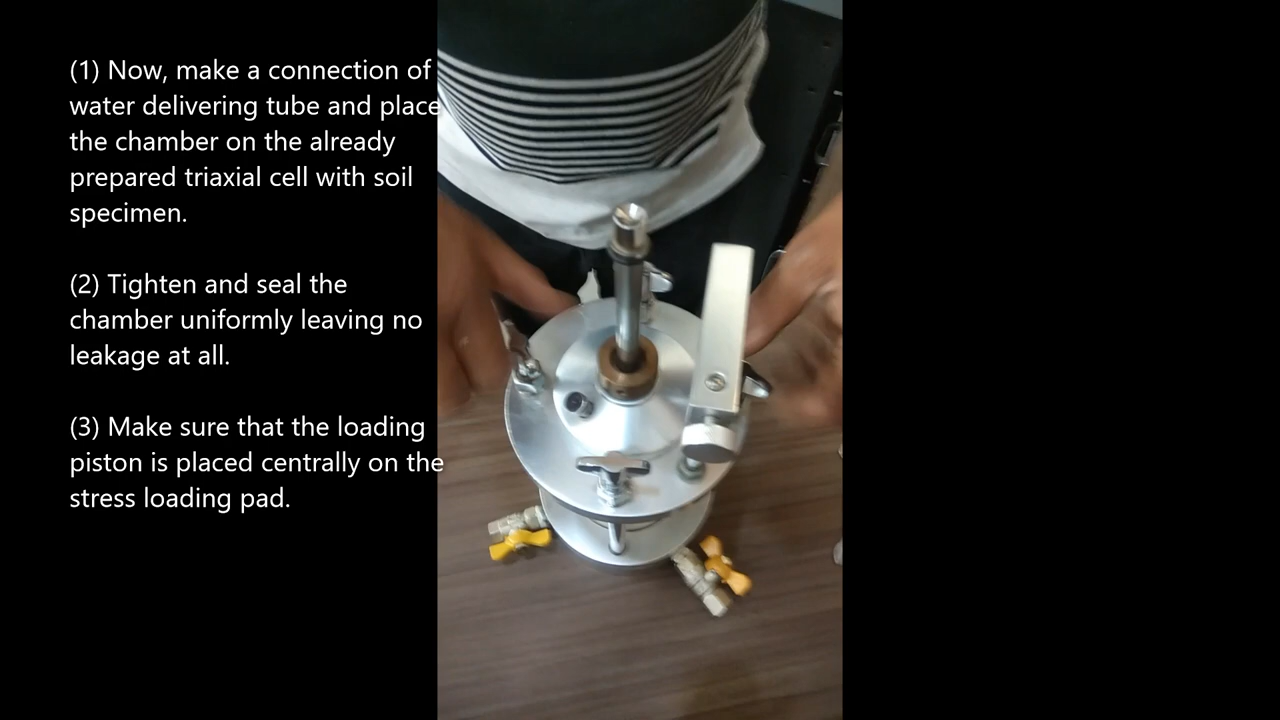 (1) Now, make a connection of
water delivering tube and place
the chamber on the already
prepared triaxial cell with soil
specimen.
(2) Tighten and seal the
chamber uniformly leaving no
leakage at all.
(3) Make sure that the loading
piston is placed centrally on the
stress loading pad.